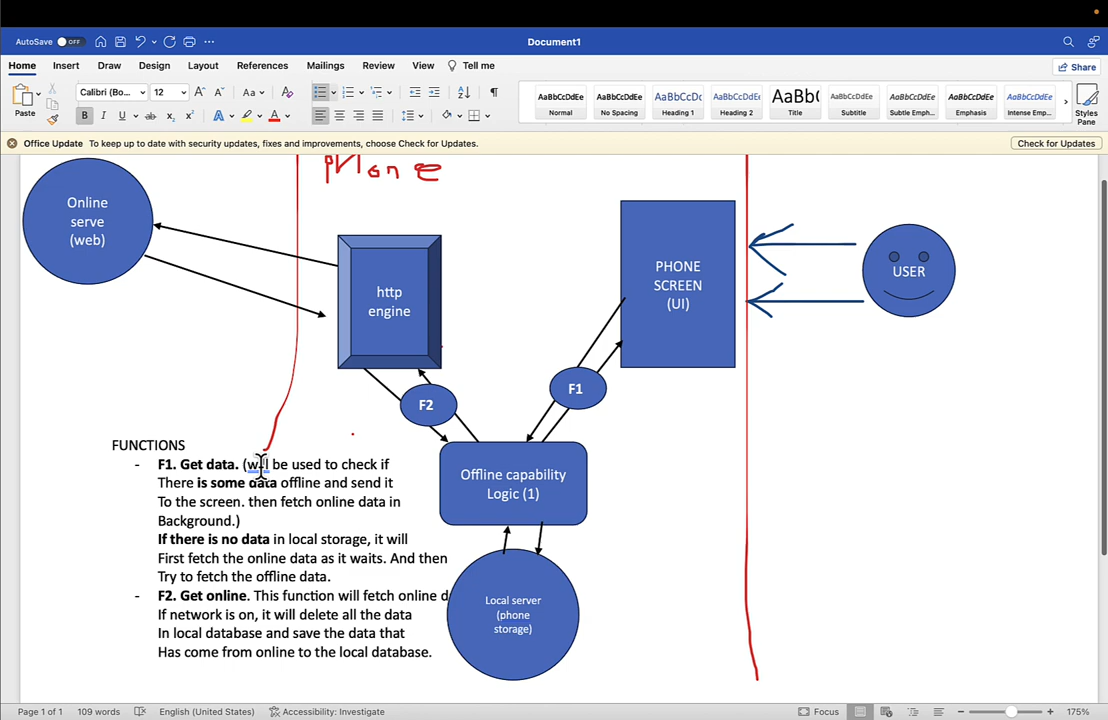 AutoSave OFF
Document1
Home Insert Draw Design Layout References Mailings Review View Tell me
Share
Paste
Calibri (Bo... 12
AaBbCcDdEe Normal
AaBbCcDdEe No Spacing
AaBbCcDc Heading 1
AaBbCcDdEe Heading 2
AaBb( Title
AaBbCcDdEe Subtitle
AaBbCcDdEe Subtle Emph...
AaBbCcDdEe Emphasis
AaBbCcDdEe Intense Emp...
Styles
Pane
Office Update To keep up to date with security updates, fixes and improvements, choose Check for Updates.
Check for Updates
Phone
Online
serve
(web)
http
engine
PHONE
SCREEN
(UI)
USER
F1
F2
Offline capability
Logic (1)
Local server
(phone
storage)
FUNCTIONS
- F1. Get data. (will be used to check if
There is some data offline and send it
To the screen. then fetch online data in
Background.)
If there is no data in local storage, it will
First fetch the online data as it waits. And then
Try to fetch the offline data.
- F2. Get online. This function will fetch online d
If network is on, it will delete all the data
In local database and save the data that
Has come from online to the local database.
Page 1 of 1 109 words English (United States) Accessibility: Investigate
Focus 175%